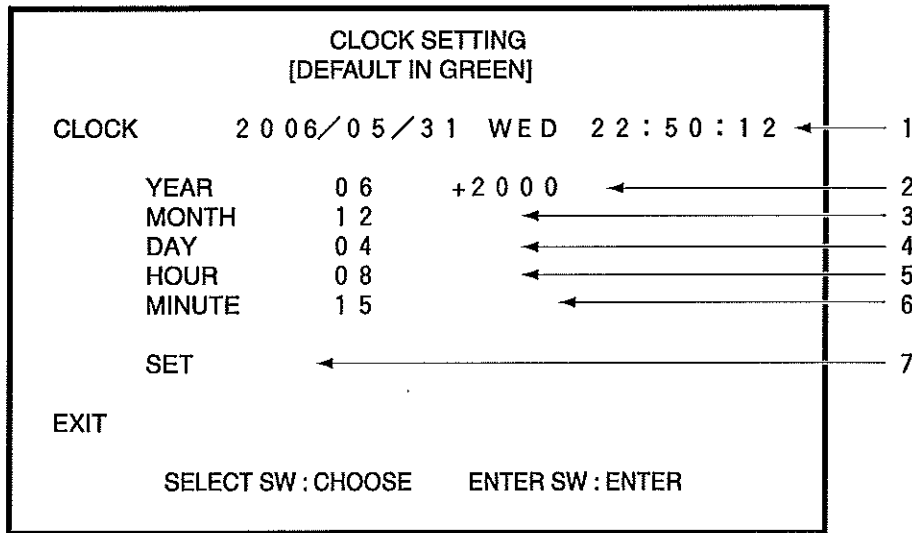 CLOCK SETTING
[DEFAULT IN GREEN]
CLOCK 2006/05/31 WED 22:50:12 1
YEAR 06 +2000 2
MONTH 12 3
DAY 04 4
HOUR 08 5
MINUTE 15 6
SET 7
EXIT
SELECT SW : CHOOSE ENTER SW : ENTER